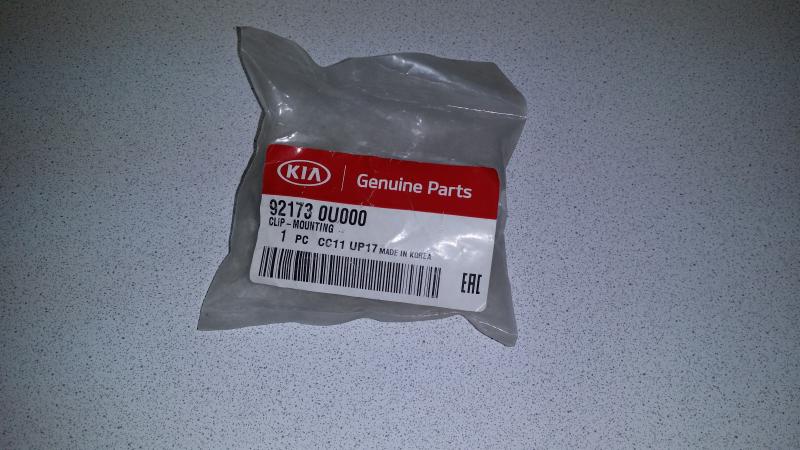 KIA Genuine Parts
92173 0U000
CLIP-MOUNTING
1 PC CC11 UP17 MADE IN KOREA
EAC